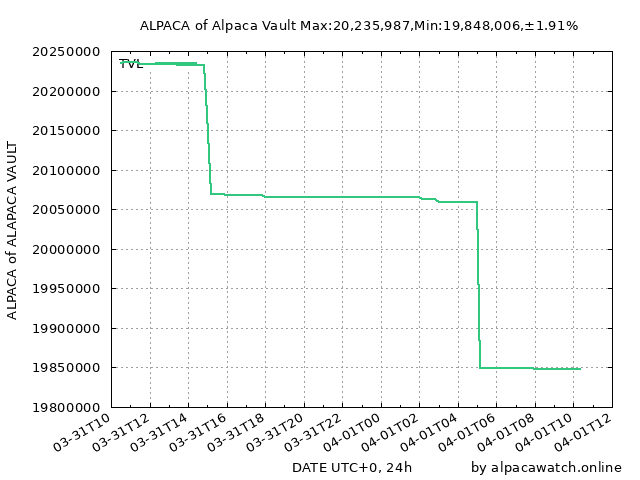 ALPACA of Alpaca Vault Max:20,235,987,Min:19,848,006,±1.91%
20250000
TVL
20200000
20150000
20100000
20050000
20000000
19950000
19900000
19850000
19800000
ALPACA of ALAPACA VAULT
03-31T10
03-31T12
03-31T14
03-31T16
03-31T18
03-31T20
03-31T22
04-01T00
04-01T02
04-01T04
04-01T06
04-01T08
04-01T10
04-01T12
DATE UTC+0, 24h
by alpacawatch.online